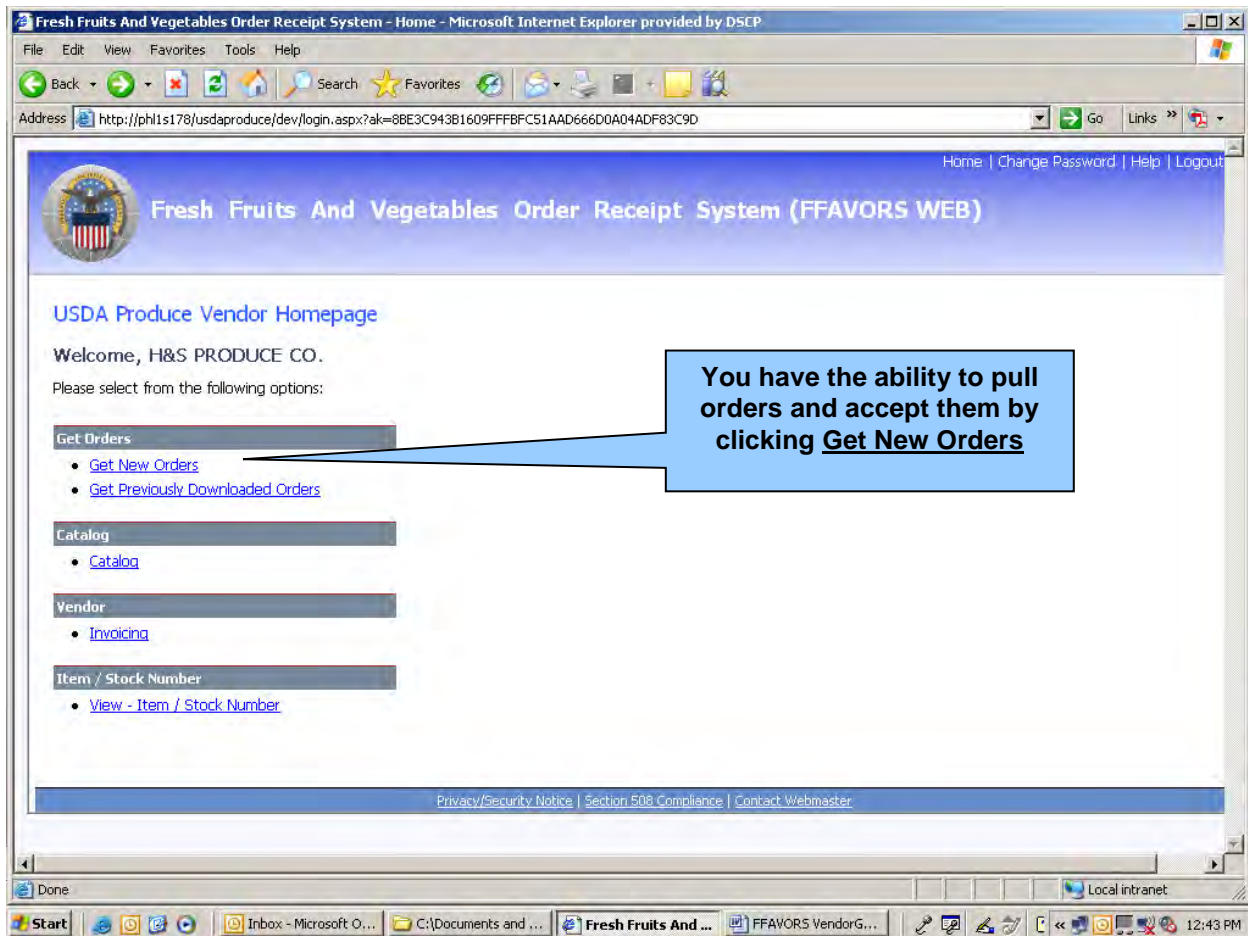 Fresh Fruits And Vegetables Order Receipt System - Home - Microsoft Internet Explorer provided by DSCP
File Edit View Favorites Tools Help
Back Search Favorites
Address http://phl1s178/usdaproduce/dev/login.aspx?ak=8BE3C943B1609FFFBFC51AAD666D0A04ADF83C9D Go Links »
Home | Change Password | Help | Logout
Fresh Fruits And Vegetables Order Receipt System (FFAVORS WEB)
USDA Produce Vendor Homepage
Welcome, H&S PRODUCE CO.
Please select from the following options:
You have the ability to pull
orders and accept them by
clicking Get New Orders
Get Orders
• Get New Orders
• Get Previously Downloaded Orders
Catalog
• Catalog
Vendor
• Invoicing
Item / Stock Number
• View - Item / Stock Number
Privacy/Security Notice | Section 508 Compliance | Contact Webmaster
Done Local intranet
Start Inbox - Microsoft O... C:\Documents and ... Fresh Fruits And ... FFAVORS VendorG... « 12:43 PM